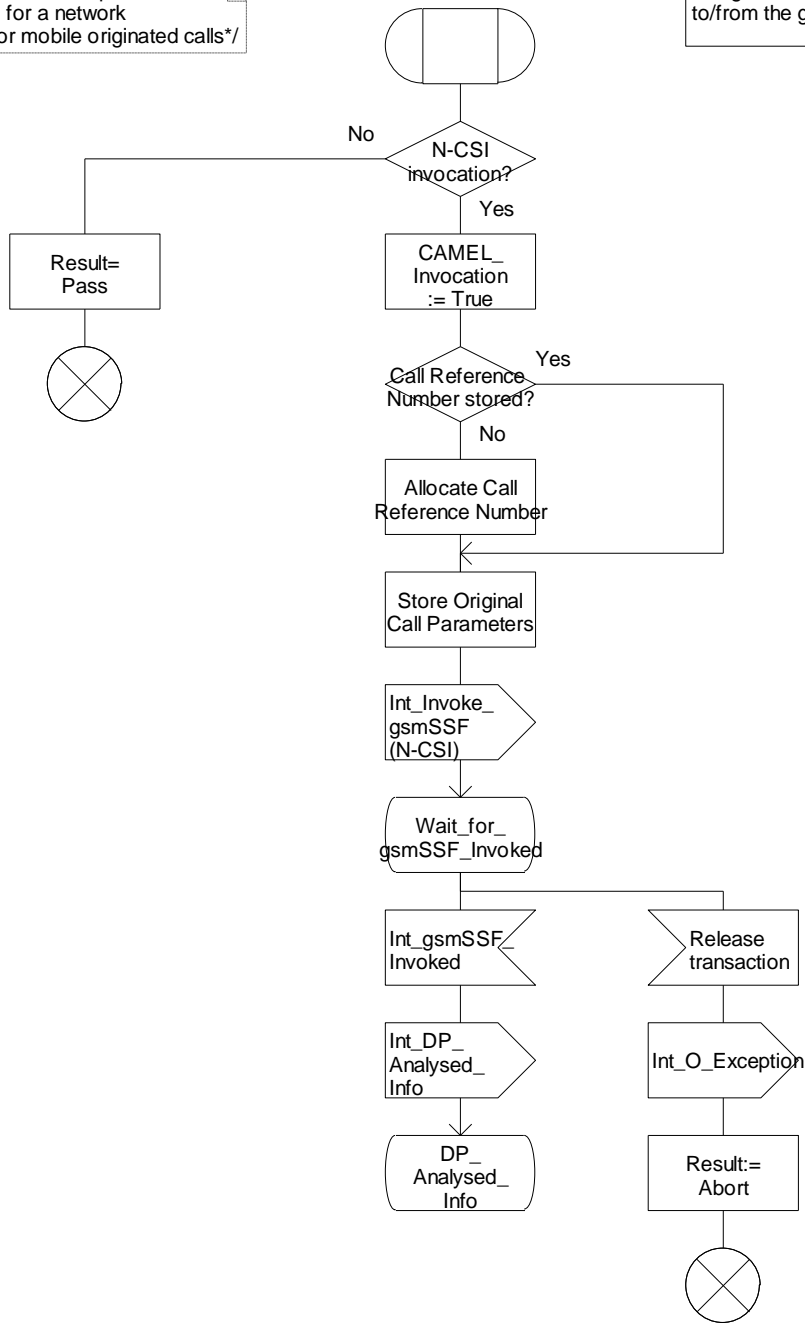 for a network
or mobile originated calls*/
to/from the g
No
N-CSI
invocation?
Yes
Result=
Pass
CAMEL_
Invocation
:= True
Call Reference
Number stored?
Yes
No
Allocate Call
Reference Number
Store Original
Call Parameters
Int_Invoke_
gsmSSF
(N-CSI)
Wait_for_
gsmSSF_Invoked
Int_gsmSSF_
Invoked
Release
transaction
Int_DP_
Analysed_
Info
Int_O_Exception
DP_
Analysed_
Info
Result:=
Abort